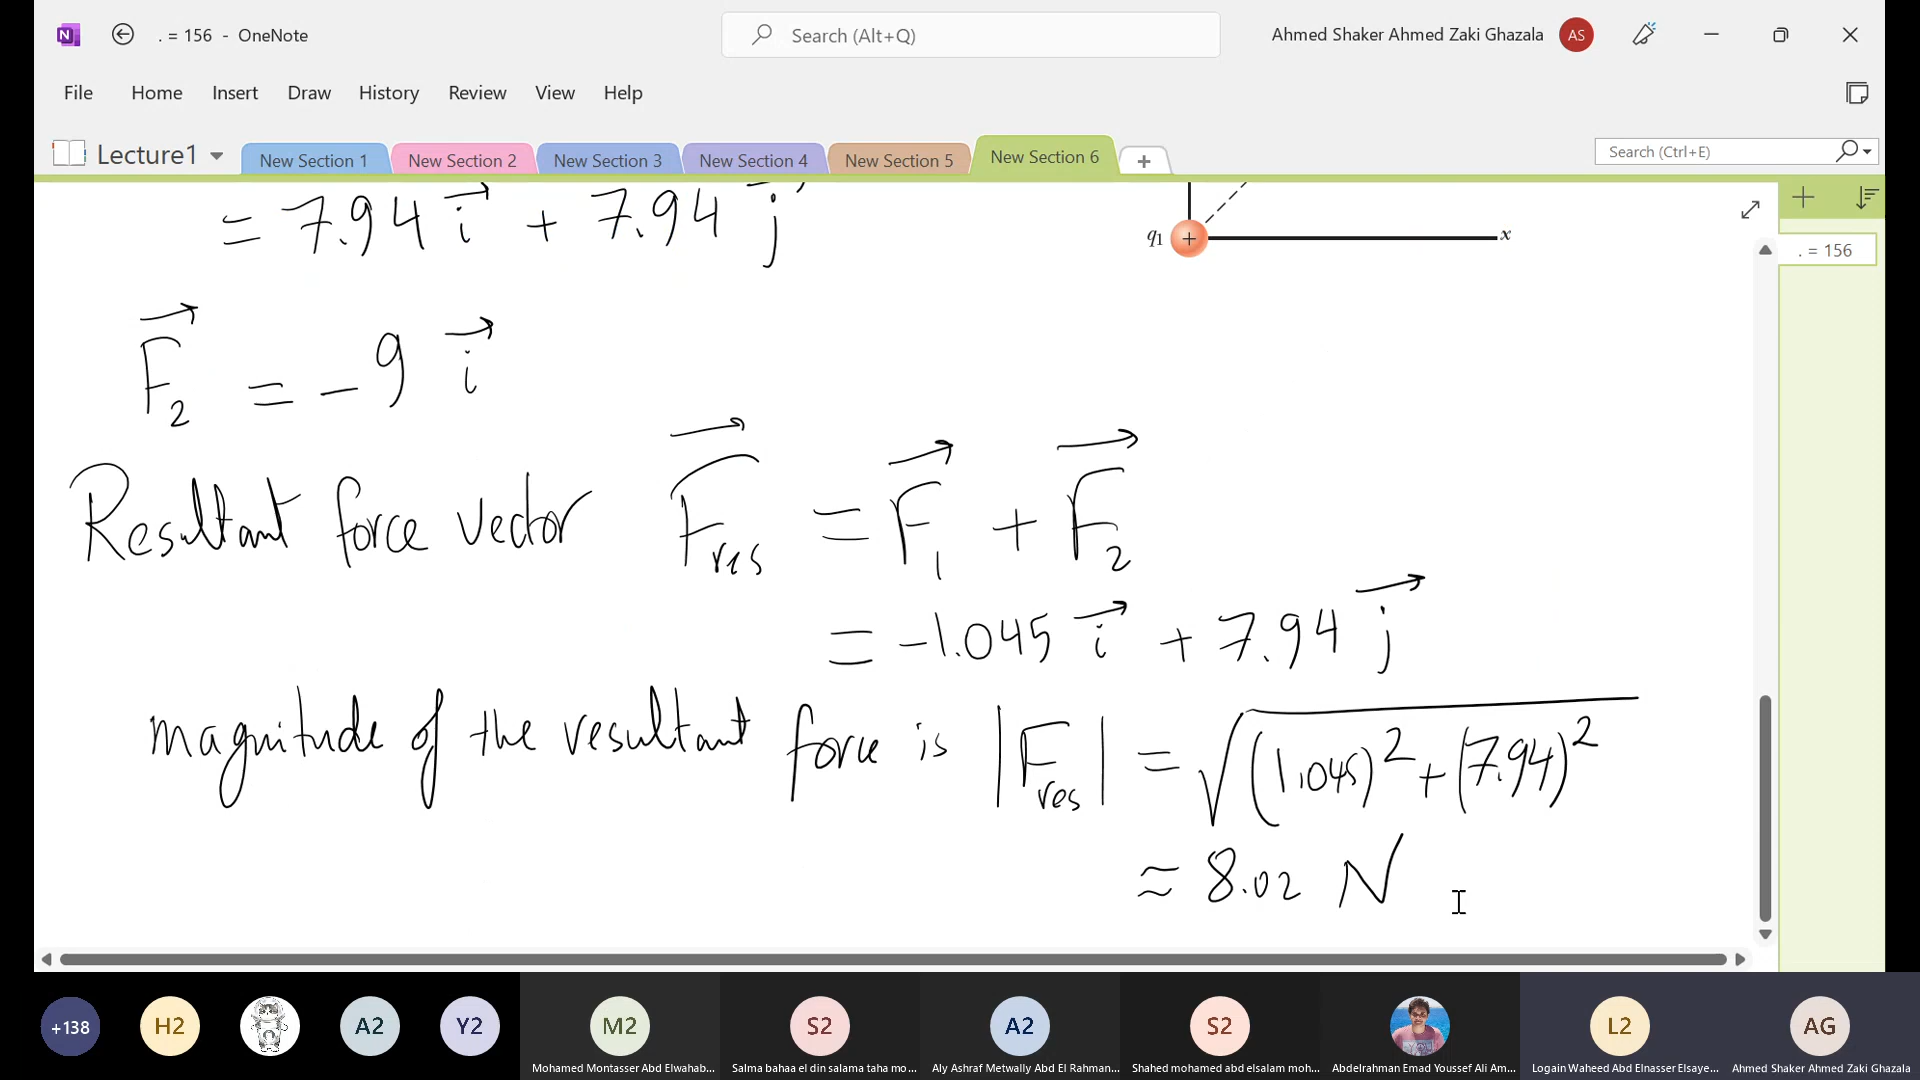 . = 156 - OneNote
Search (Alt+Q)
Ahmed Shaker Ahmed Zaki Ghazala
AS
File Home Insert Draw History Review View Help
Lecture1
New Section 1
New Section 2
New Section 3
New Section 4
New Section 5
New Section 6
+
Search (Ctrl+E)
= 7.94 i + 7.94 j
q1 + x
. = 156
F2 = -9 i
Resultant force vector Fres = F1 + F2
= -1.045 i + 7.94 j
magnitude of the resultant force is |Fres| = √(1.045)² + (7.94)²
≈ 8.02 N
+138
H2
A2
Y2
M2
S2
A2
S2
L2
AG
Mohamed Montasser Abd Elwahab...
Salma bahaa el din salama taha mo...
Aly Ashraf Metwally Abd El Rahman...
Shahed mohamed abd elsalam moh...
Abdelrahman Emad Youssef Ali Am...
Logain Waheed Abd Elnasser Elsaye...
Ahmed Shaker Ahmed Zaki Ghazala